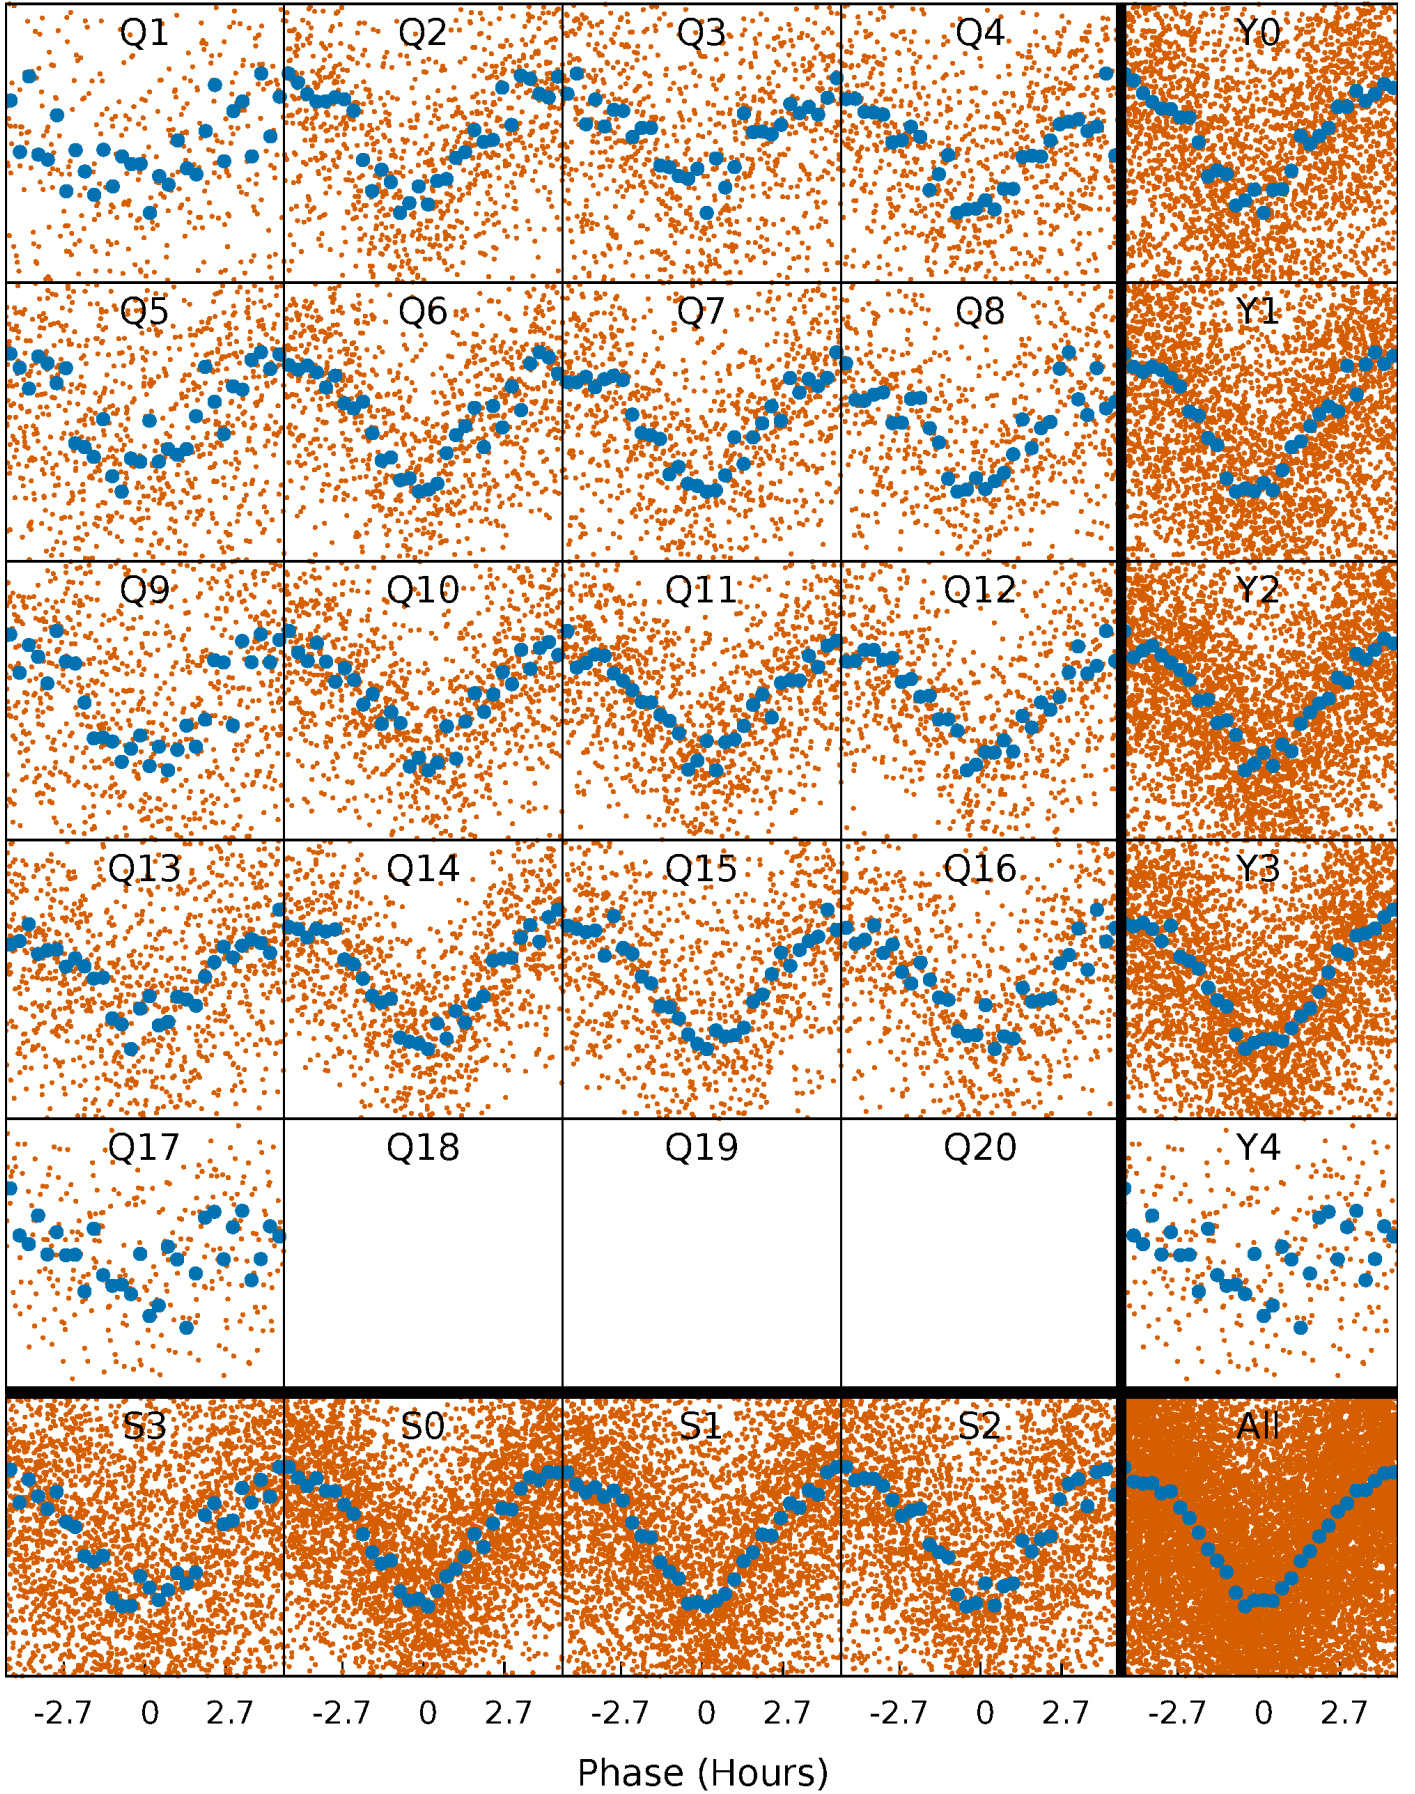 Q1 Q2 Q3 Q4 Y0
Q5 Q6 Q7 Q8 Y1
Q9 Q10 Q11 Q12 Y2
Q13 Q14 Q15 Q16 Y3
Q17 Q18 Q19 Q20 Y4
S3 S0 S1 S2 All
-2.7 0 2.7 -2.7 0 2.7 -2.7 0 2.7 -2.7 0 2.7 -2.7 0 2.7
Phase (Hours)